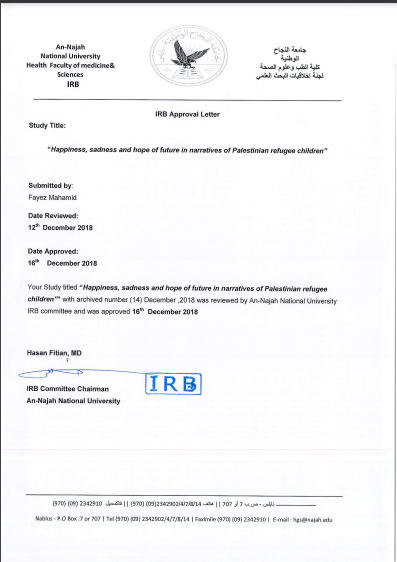 An-Najah
National University
Health Faculty of medicine&
Sciences
IRB
جامعة النجاح
الوطنية
كلية الطب وعلوم الصحة
لجنة اخلاقيات البحث العلمي
IRB Approval Letter
Study Title:
"Happiness, sadness and hope of future in narratives of Palestinian refugee children"
Submitted by:
Fayez Mahamid
Date Reviewed:
12th December 2018
Date Approved:
16th December 2018
Your Study titled "Happiness, sadness and hope of future in narratives of Palestinian refugee
children"" with archived number (14) December ,2018 was reviewed by An-Najah National University
IRB committee and was approved 16th December 2018
Hasan Fitian, MD
IRB
IRB Committee Chairman
An-Najah National University
نابلس - ص.ب 7 أو 707 || هاتف 2342902/4/7/8/14(09) (970) || فاكسميل 2342910 (09) (970)
Nablus - P.O Box :7 or 707 | Tel (970) (09) 2342902/4/7/8/14 | Faximile (970) (09) 2342910 | E-mail : hgs@najah.edu